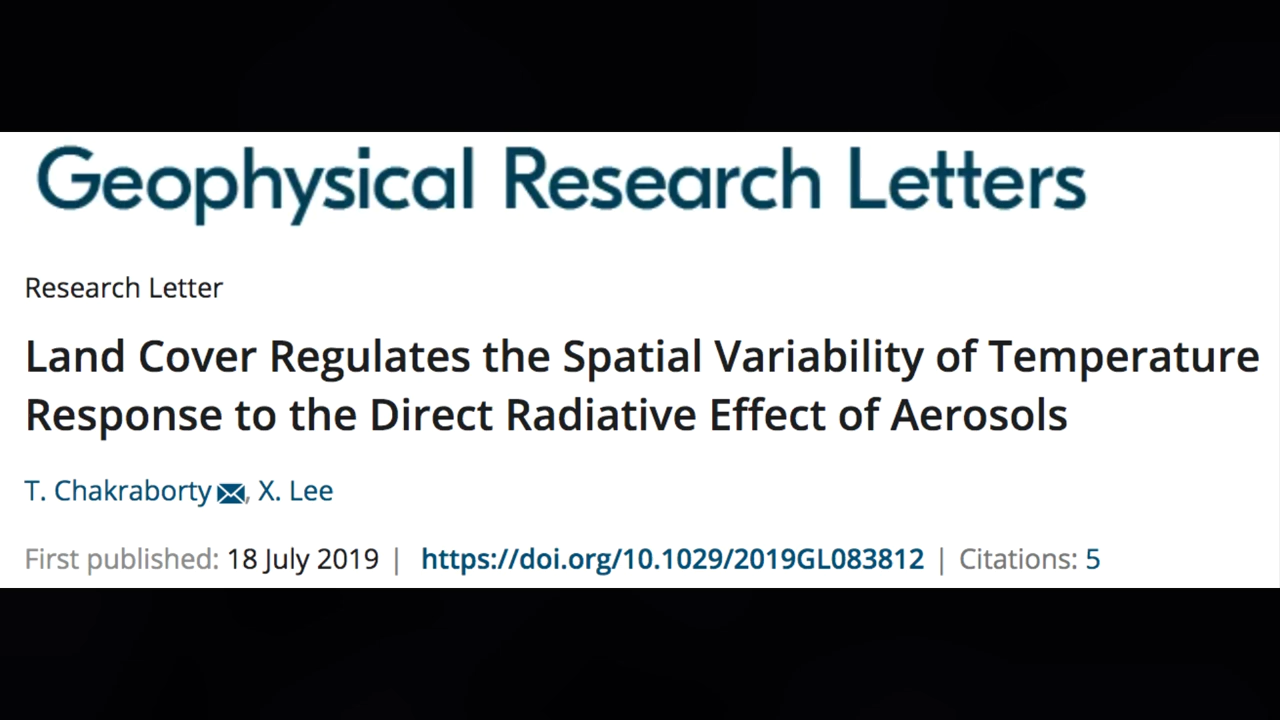 Geophysical Research Letters
Research Letter
Land Cover Regulates the Spatial Variability of Temperature
Response to the Direct Radiative Effect of Aerosols
T. Chakraborty, X. Lee
First published: 18 July 2019 | https://doi.org/10.1029/2019GL083812 | Citations: 5